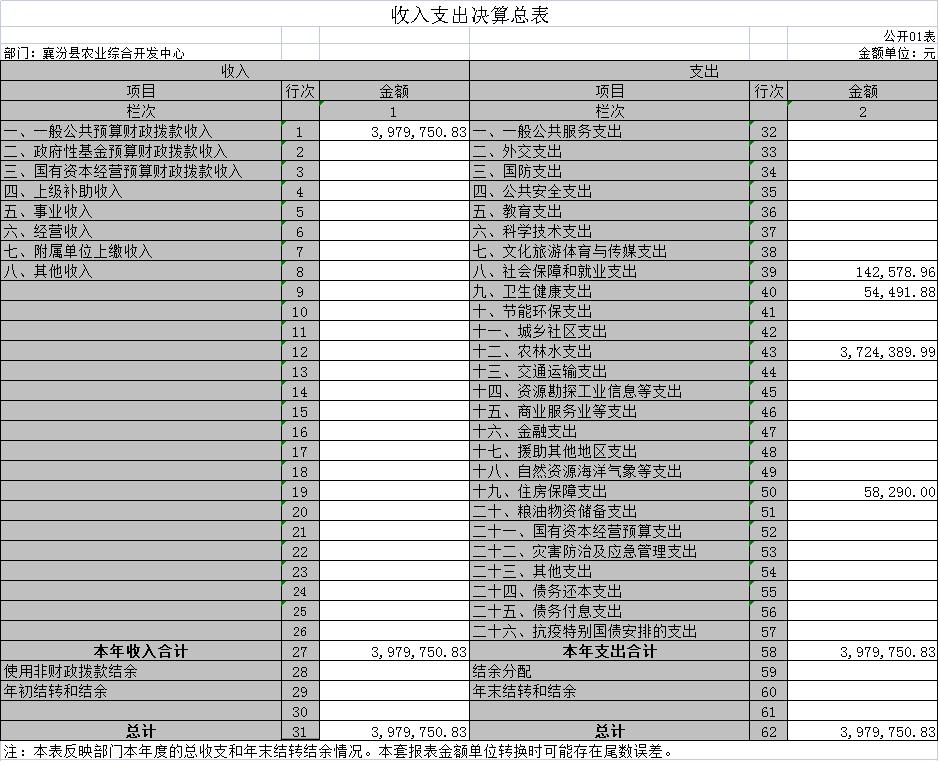 收入支出决算总表
公开01表
部门：襄汾县农业综合开发中心 金额单位：元
收入 支出
项目 行次 金额 项目 行次 金额
栏次 1 栏次 2
一、一般公共预算财政拨款收入 1 3,979,750.83 一、一般公共服务支出 32
二、政府性基金预算财政拨款收入 2 二、外交支出 33
三、国有资本经营预算财政拨款收入 3 三、国防支出 34
四、上级补助收入 4 四、公共安全支出 35
五、事业收入 5 五、教育支出 36
六、经营收入 6 六、科学技术支出 37
七、附属单位上缴收入 7 七、文化旅游体育与传媒支出 38
八、其他收入 8 八、社会保障和就业支出 39 142,578.96
9 九、卫生健康支出 40 54,491.88
10 十、节能环保支出 41
11 十一、城乡社区支出 42
12 十二、农林水支出 43 3,724,389.99
13 十三、交通运输支出 44
14 十四、资源勘探工业信息等支出 45
15 十五、商业服务业等支出 46
16 十六、金融支出 47
17 十七、援助其他地区支出 48
18 十八、自然资源海洋气象等支出 49
19 十九、住房保障支出 50 58,290.00
20 二十、粮油物资储备支出 51
21 二十一、国有资本经营预算支出 52
22 二十二、灾害防治及应急管理支出 53
23 二十三、其他支出 54
24 二十四、债务还本支出 55
25 二十五、债务付息支出 56
26 二十六、抗疫特别国债安排的支出 57
本年收入合计 27 3,979,750.83 本年支出合计 58 3,979,750.83
使用非财政拨款结余 28 结余分配 59
年初结转和结余 29 年末结转和结余 60
30 61
总计 31 3,979,750.83 总计 62 3,979,750.83
注：本表反映部门本年度的总收支和年末结转结余情况。本套报表金额单位转换时可能存在尾数误差。